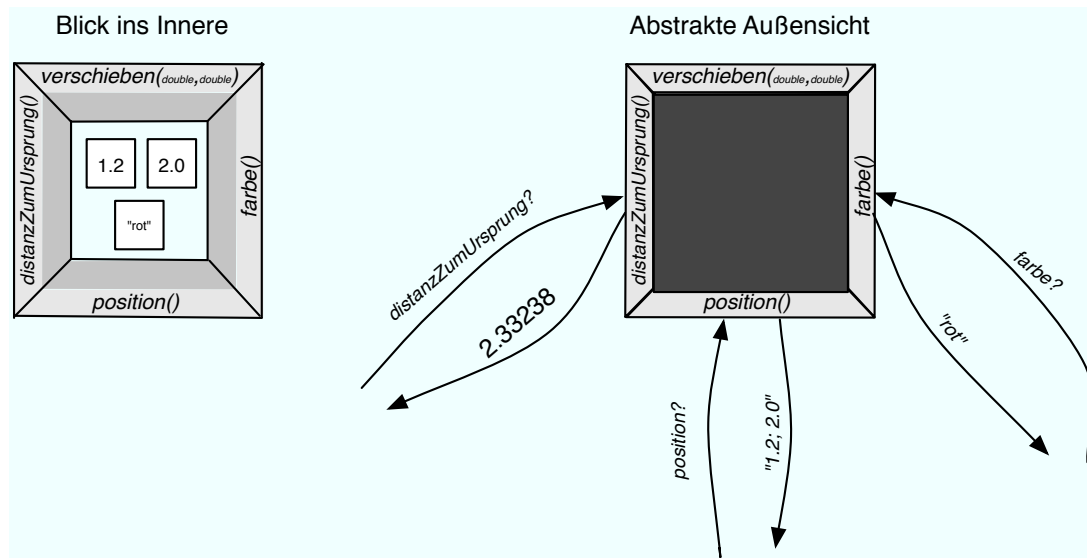 Blick ins Innere
verschieben(double,double)
distanzZumUrsprung()
1.2
2.0
"rot"
farbe()
position()
Abstrakte Außensicht
verschieben(double,double)
distanzZumUrsprung()
farbe()
position()
distanzZumUrsprung?
2.33238
position?
"1.2; 2.0"
"rot"
farbe?